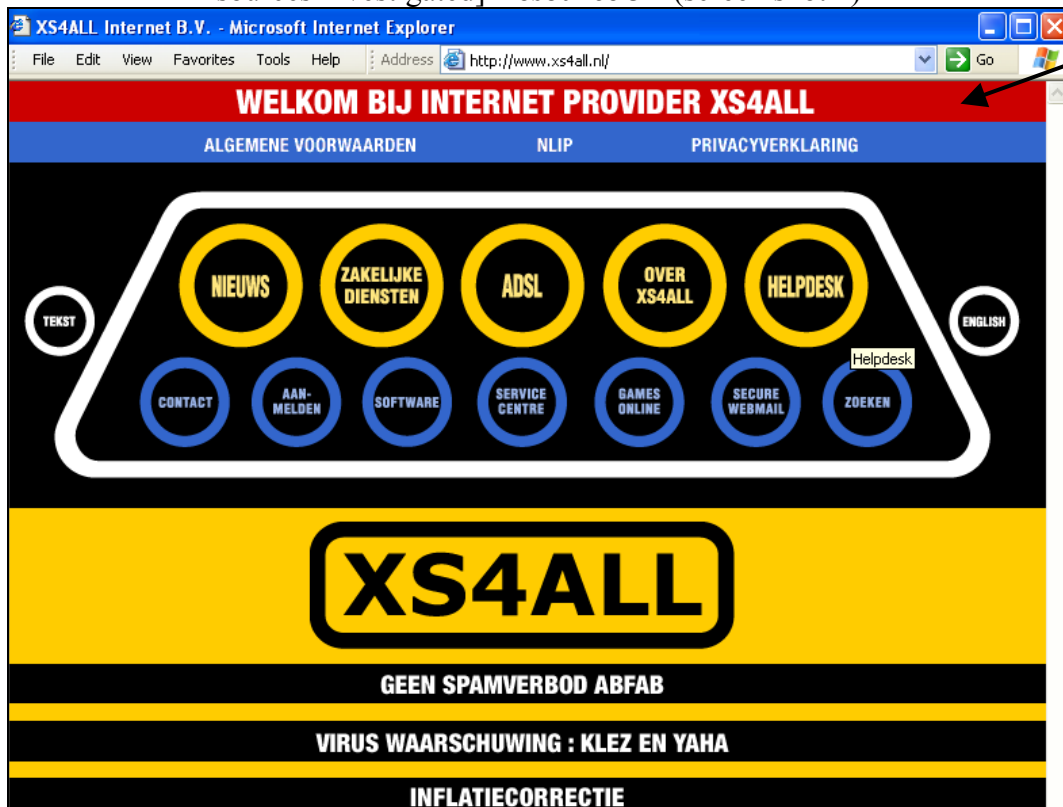 XS4ALL Internet B.V. - Microsoft Internet Explorer
File Edit View Favorites Tools Help Address http://www.xs4all.nl/ Go
WELKOM BIJ INTERNET PROVIDER XS4ALL
ALGEMENE VOORWAARDEN NLIP PRIVACYVERKLARING
NIEUWS
ZAKELIJKE
DIENSTEN
ADSL
OVER
XS4ALL
HELPDESK
TEKST
ENGLISH
Helpdesk
CONTACT
AAN-
MELDEN
SOFTWARE
SERVICE
CENTRE
GAMES
ONLINE
SECURE
WEBMAIL
ZOEKEN
XS4ALL
GEEN SPAMVERBOD ABFAB
VIRUS WAARSCHUWING : KLEZ EN YAHA
INFLATIECORRECTIE